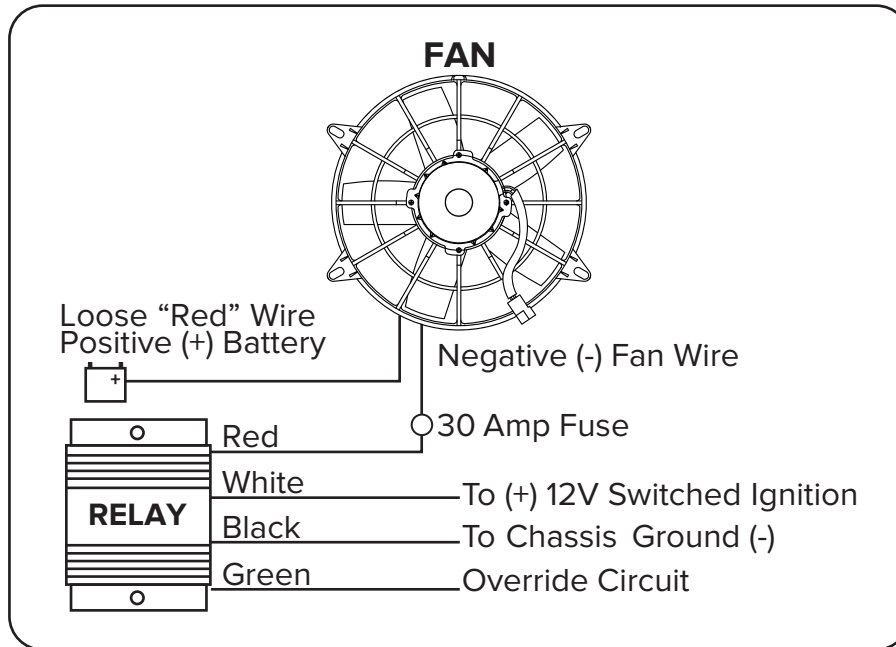 FAN
Loose “Red” Wire
Positive (+) Battery
+
Negative (-) Fan Wire
30 Amp Fuse
Red
White
To (+) 12V Switched Ignition
RELAY
Black
To Chassis Ground (-)
Green
Override Circuit